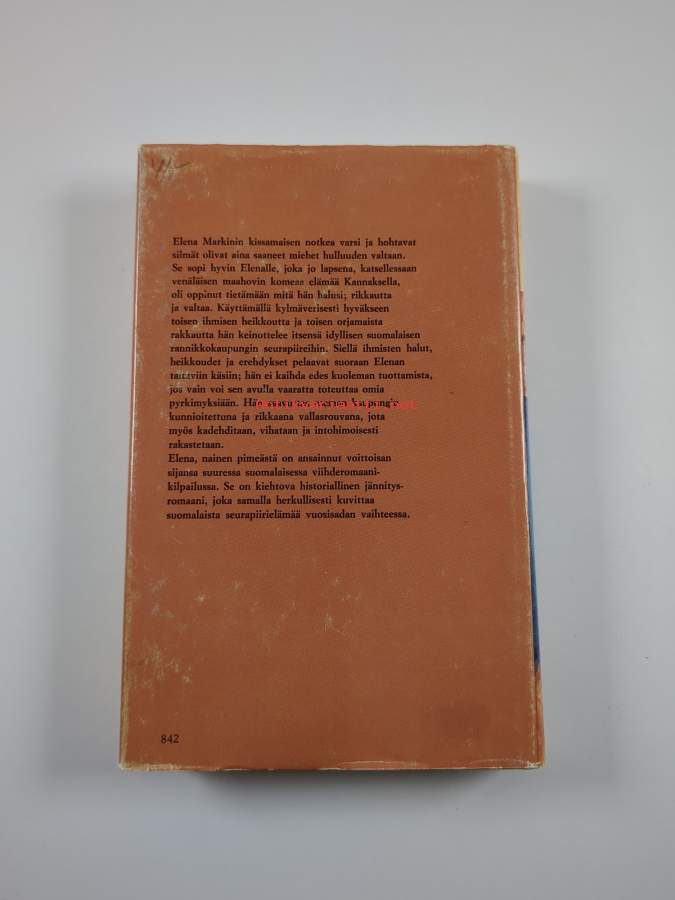 Elena Markinin kissamaisen notkea varsi ja hohtavat
silmät olivat aina saaneet miehet hulluuden valtaan.
Se sopi hyvin Elenalle, joka jo lapsena, katsellessaan
venäläisen maahovin komeaa elämää Kannaksella,
oli oppinut tietämään mitä hän halusi; rikkautta
ja valtaa. Käyttämällä kylmäverisesti hyväkseen
toisen ihmisen heikkoutta ja toisen orjamaista
rakkautta hän keinottelee itsensä idyllisen suomalaisen
rannikkokaupungin seurapiireihin. Siellä ihmisten halut,
heikkoudet ja erehdykset pelaavat suoraan Elenan
taitaviin käsiin; hän ei kaihda edes kuoleman tuottamista,
jos vain voi sen avulla vaaratta toteuttaa omia
pyrkimyksiään. kaupungin
kunnioitettuna ja rikkaana vallasrouvana, jota
myös kadehditaan, vihataan ja intohimoisesti
rakastetaan.
Elena, nainen pimeästä on ansainnut voittoisan
sijansa suuressa suomalaisessa viihderomaani-
kilpailussa. Se on kiehtova historiallinen jännitys-
romaani, joka samalla herkullisesti kuvittaa
suomalaista seurapiirielämää vuosisadan vaihteessa.
842